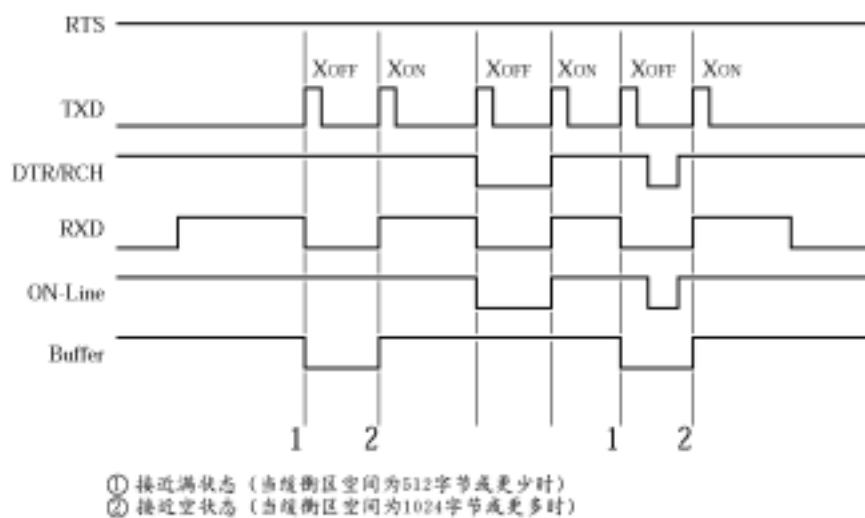 RTS
XOFF XON XOFF XON XOFF XON
TXD
DTR/RCH
RXD
ON-Line
Buffer
1 2 1 2
① 接近满状态（当缓衡区空间为512字节或更少时）
② 接近空状态（当缓衡区空间为1024字节或更多时）